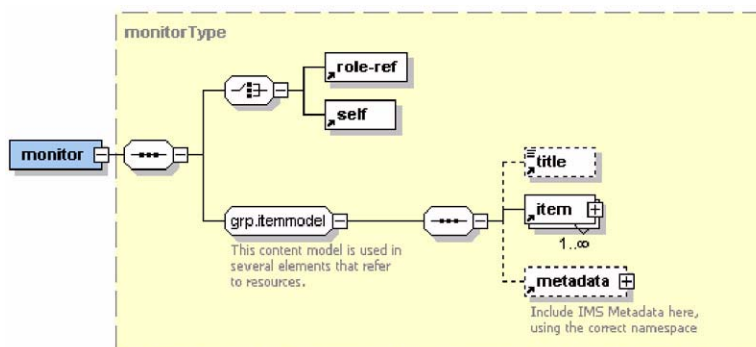 monitorType
role-ref
self
monitor
title
grp.itemmodel
item
1..∞
This content model is used in
several elements that refer
to resources.
metadata
Include IMS Metadata here,
using the correct namespace